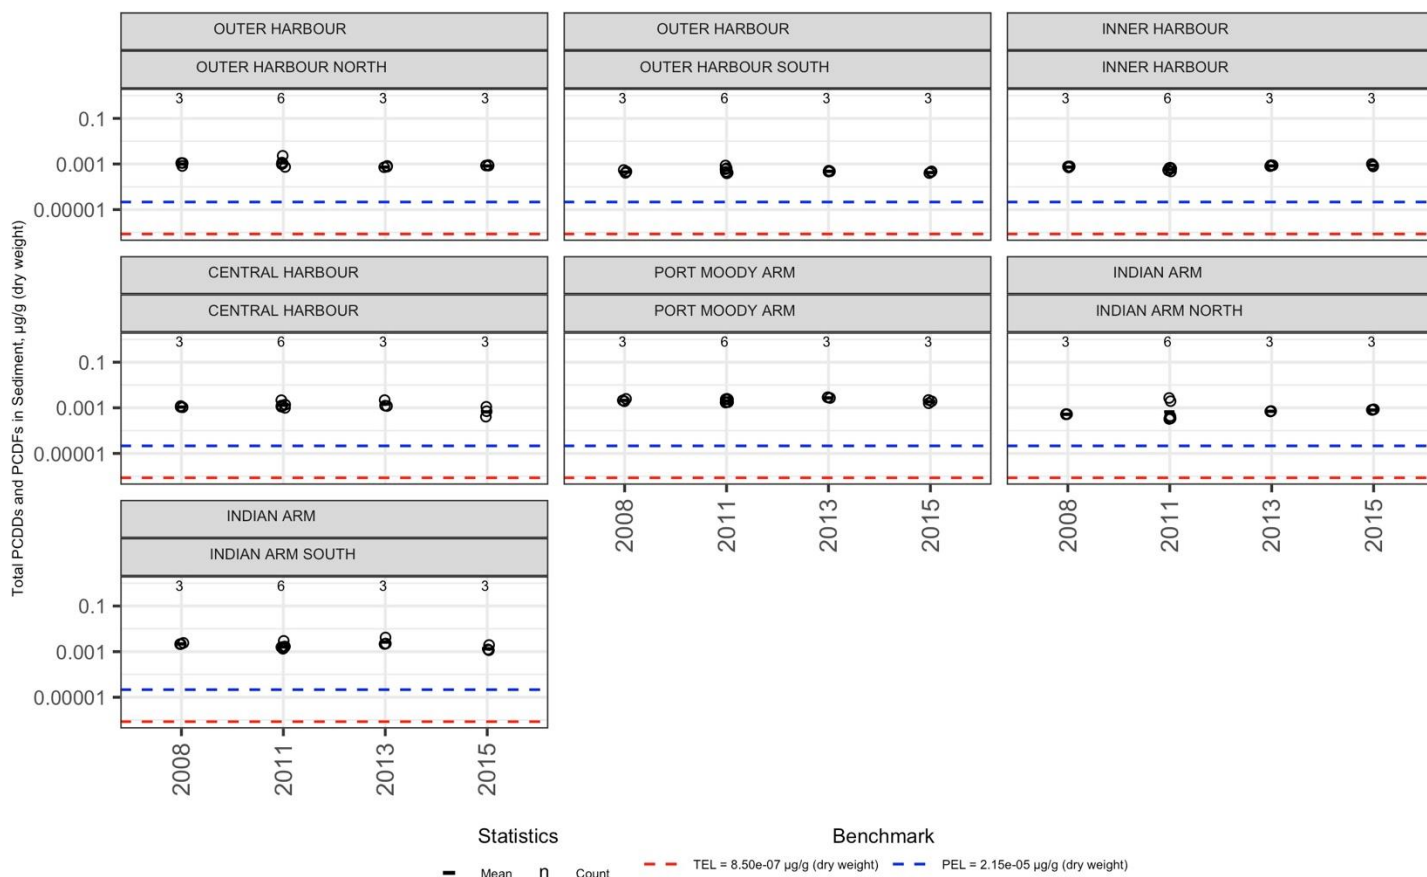 OUTER HARBOUR
OUTER HARBOUR
INNER HARBOUR
OUTER HARBOUR NORTH
OUTER HARBOUR SOUTH
INNER HARBOUR
3 6 3 3
3 6 3 3
3 6 3 3
0.1
0.001
0.00001
CENTRAL HARBOUR
PORT MOODY ARM
INDIAN ARM
CENTRAL HARBOUR
PORT MOODY ARM
INDIAN ARM NORTH
3 6 3 3
3 6 3 3
3 6 3 3
0.1
0.001
0.00001
2008 2011 2013 2015
2008 2011 2013 2015
INDIAN ARM
INDIAN ARM SOUTH
3 6 3 3
0.1
0.001
0.00001
2008 2011 2013 2015
Total PCDDs and PCDFs in Sediment, µg/g (dry weight)
Statistics
Mean n Count
Benchmark
TEL = 8.50e-07 µg/g (dry weight) PEL = 2.15e-05 µg/g (dry weight)